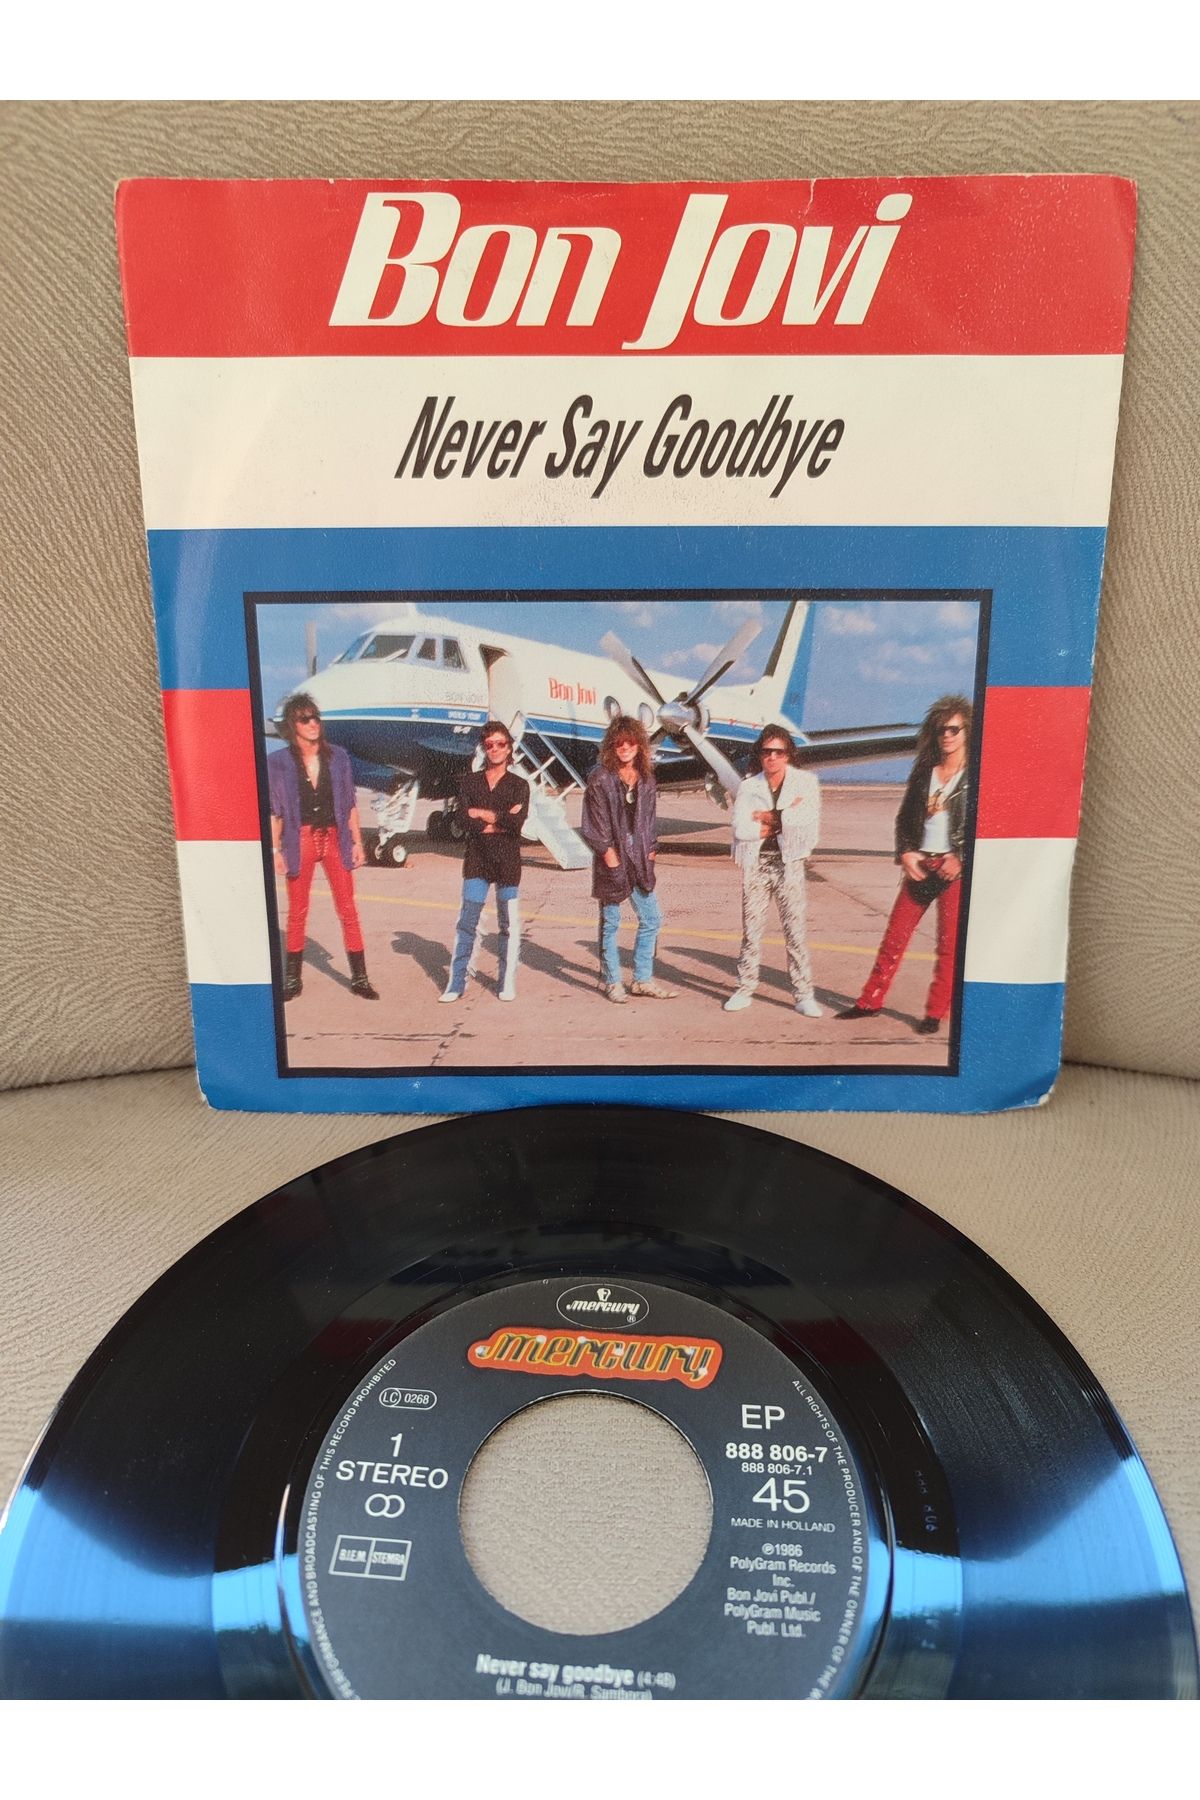 Bon Jovi
Never Say Goodbye
Bon Jovi
BON JOVI
mercury
®
mercury
LC 0268
1
STEREO
B.I.E.M. STEMRA
EP
888 806-7
888 806-7.1
45
MADE IN HOLLAND
℗1986
PolyGram Records
Inc.
Bon Jovi Publ./
PolyGram Music
Publ. Ltd.
PERFORMANCE AND BROADCASTING OF THIS RECORD PROHIBITED
ALL RIGHTS OF THE PRODUCER AND OF THE OWNER OF THE
Never say goodbye (4:48)
(J. Bon Jovi/R. Sambora)